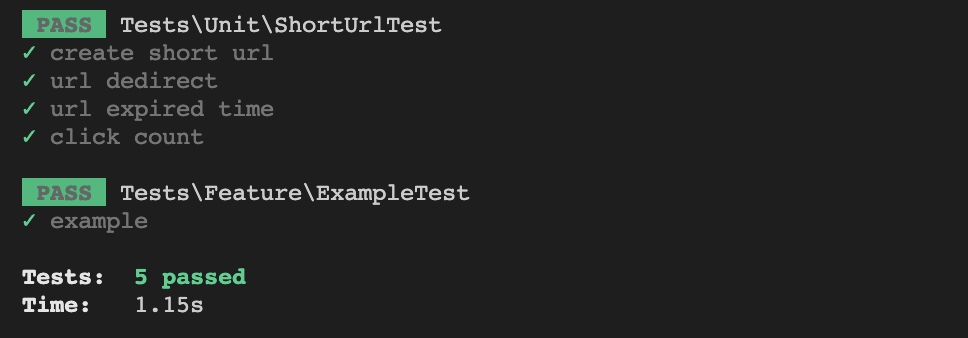 PASS Tests\Unit\ShortUrlTest
✓ create short url
✓ url dedirect
✓ url expired time
✓ click count
PASS Tests\Feature\ExampleTest
✓ example
Tests: 5 passed
Time: 1.15s